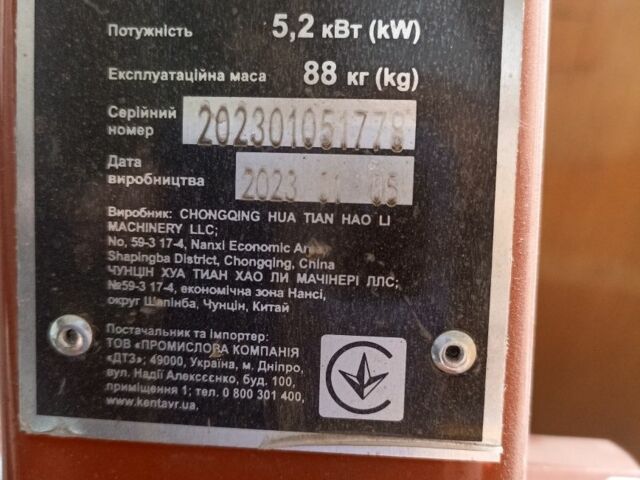 Потужність 5,2 кВт (kW)
Експлуатаційна маса 88 кг (kg)
Серійний номер 202301051778
Дата виробництва 2023 05
Виробник: CHONGQING HUA TIAN HAO LI
MACHINERY LLC;
No, 59-3 17-4, Nanxi Economic Area
Shapingba District, Chongqing, China
ЧУНЦІН ХУА ТИАН ХАО ЛИ МАЧІНЕРІ ЛЛС;
№59-3 17-4, економічна зона Нансі,
округ Шапінба, Чунцін, Китай
Постачальник та імпортер:
ТОВ «ПРОМИСЛОВА КОМПАНІЯ
«ДТЗ»; 49000, Україна, м. Дніпро,
вул. Надії Алексєєнко, буд. 100,
приміщення 1; тел. 0 800 301 400,
www.kentavr.ua